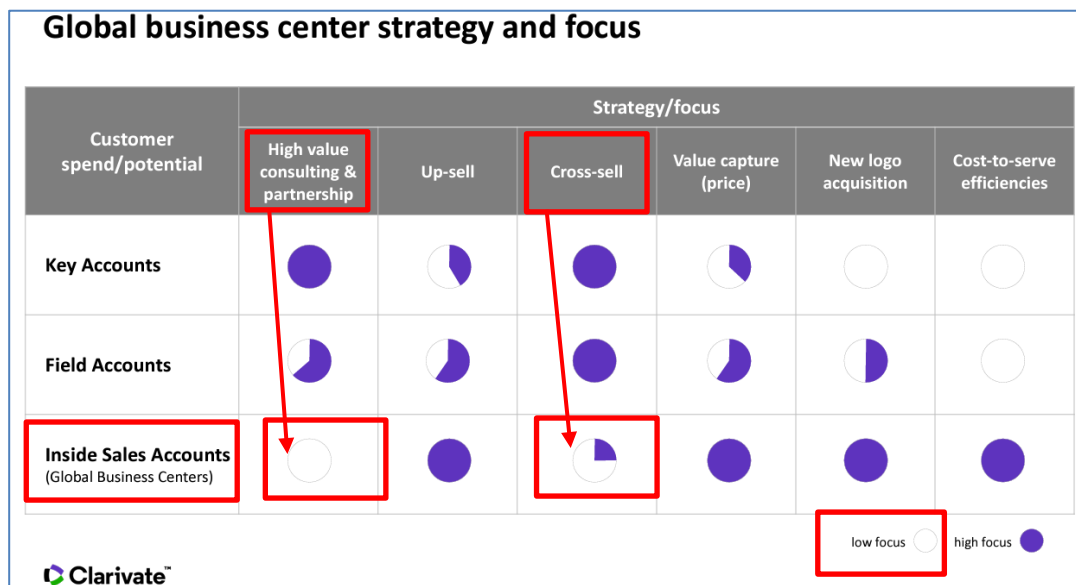 Global business center strategy and focus
Customer
spend/potential
Strategy/focus
High value
consulting &
partnership
Up-sell
Cross-sell
Value capture
(price)
New logo
acquisition
Cost-to-serve
efficiencies
Key Accounts
Field Accounts
Inside Sales Accounts
(Global Business Centers)
low focus
high focus
Clarivate™